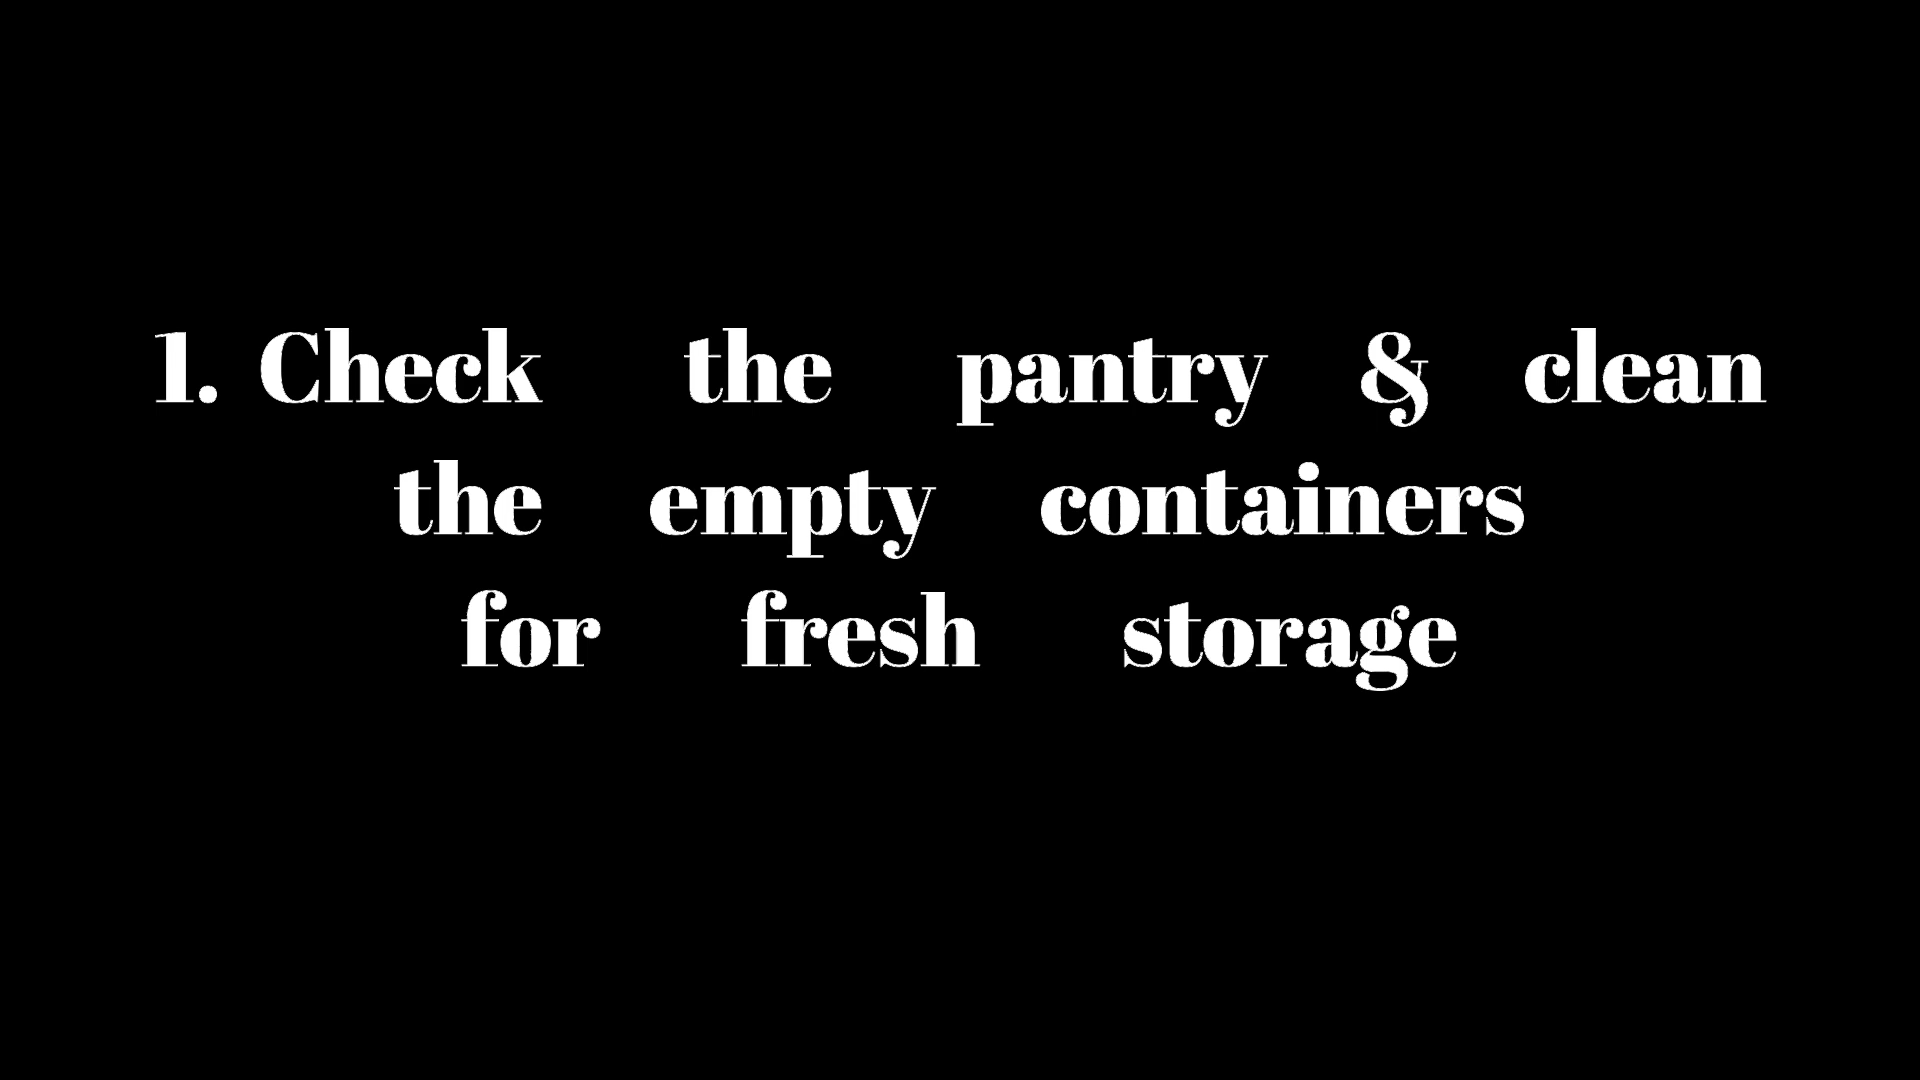 1. Check the pantry & clean
the empty containers
for fresh storage